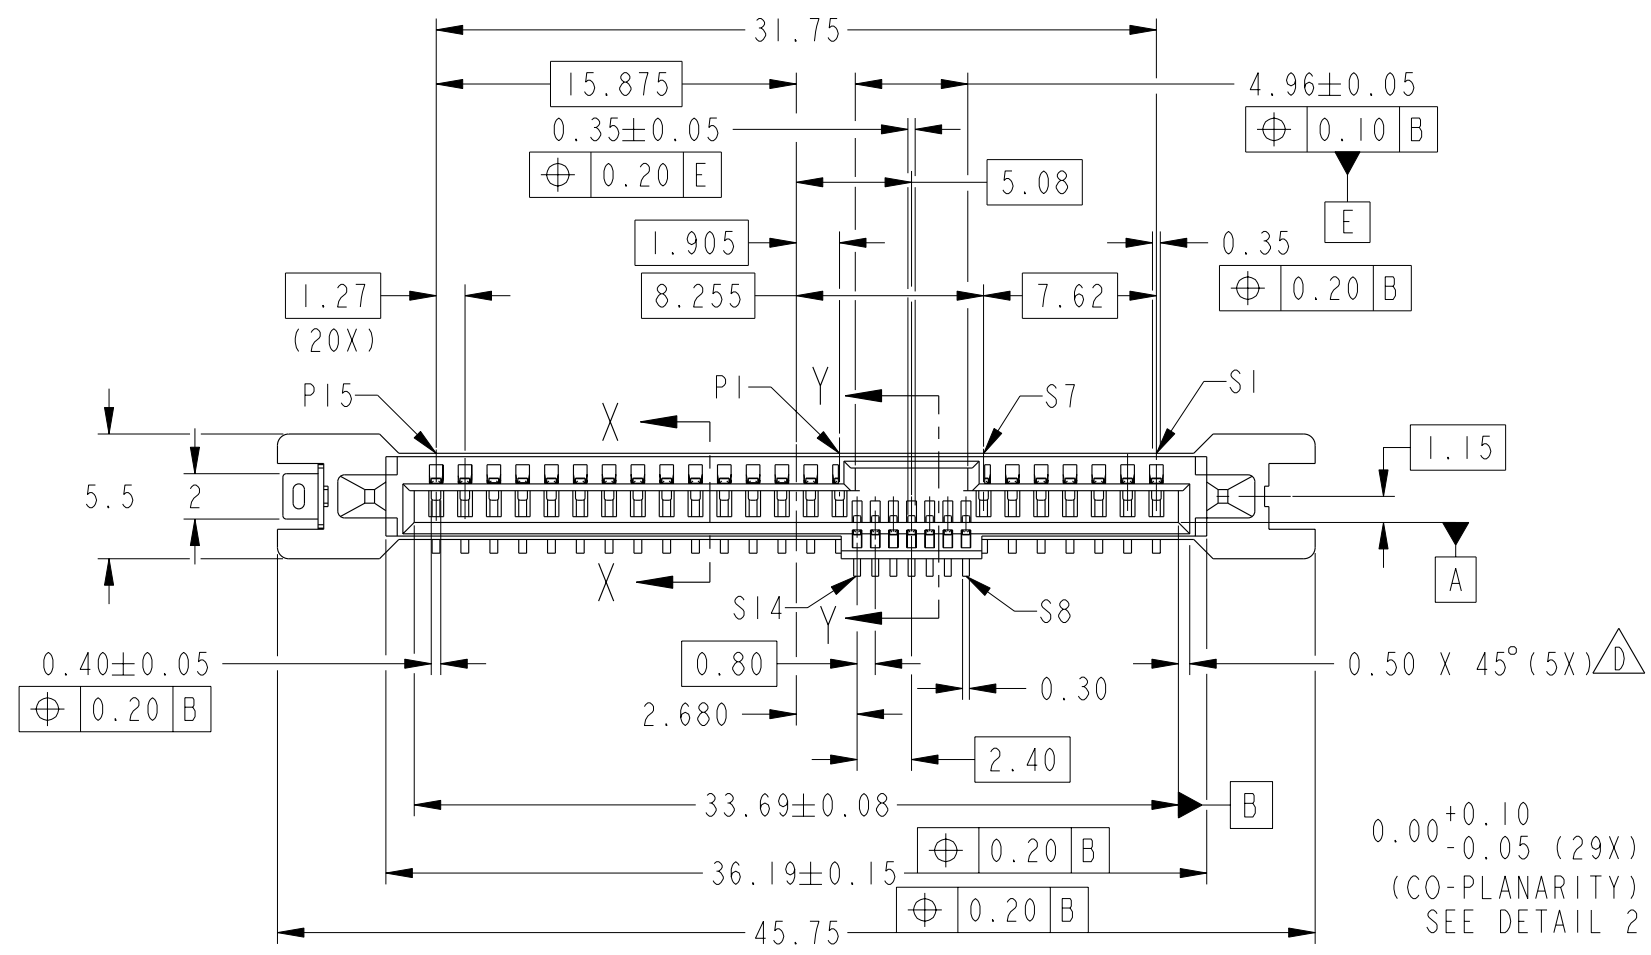 31.75
15.875
4.96±0.05
0.35±0.05
⌖ 0.10 B
⌖ 0.20 E
5.08
E
1.905
0.35
1.27
8.255
7.62
⌖ 0.20 B
(20X)
P15
P1
Y
S7
S1
X
1.15
5.5
2
A
X
S14
Y
S8
0.40±0.05
0.80
0.50 X 45°(5X) D
⌖ 0.20 B
0.30
2.680
2.40
33.69±0.08
B
⌖ 0.20 B
0.00 +0.10
-0.05 (29X)
36.19±0.15
(CO-PLANARITY)
⌖ 0.20 B
SEE DETAIL 2
45.75